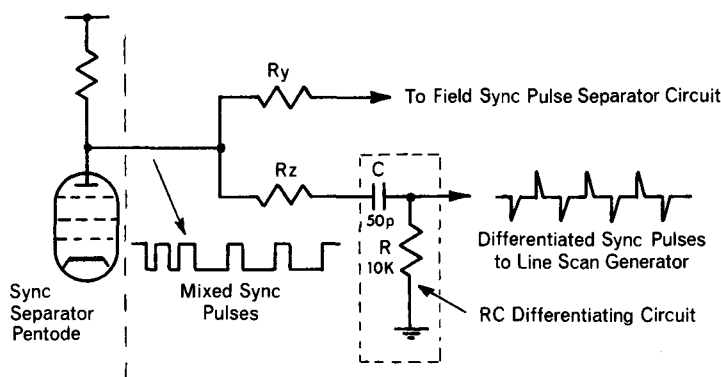 Ry
To Field Sync Pulse Separator Circuit
Rz
C
50p
R
10K
Differentiated Sync Pulses
to Line Scan Generator
Mixed Sync
Pulses
Sync
Separator
Pentode
RC Differentiating Circuit